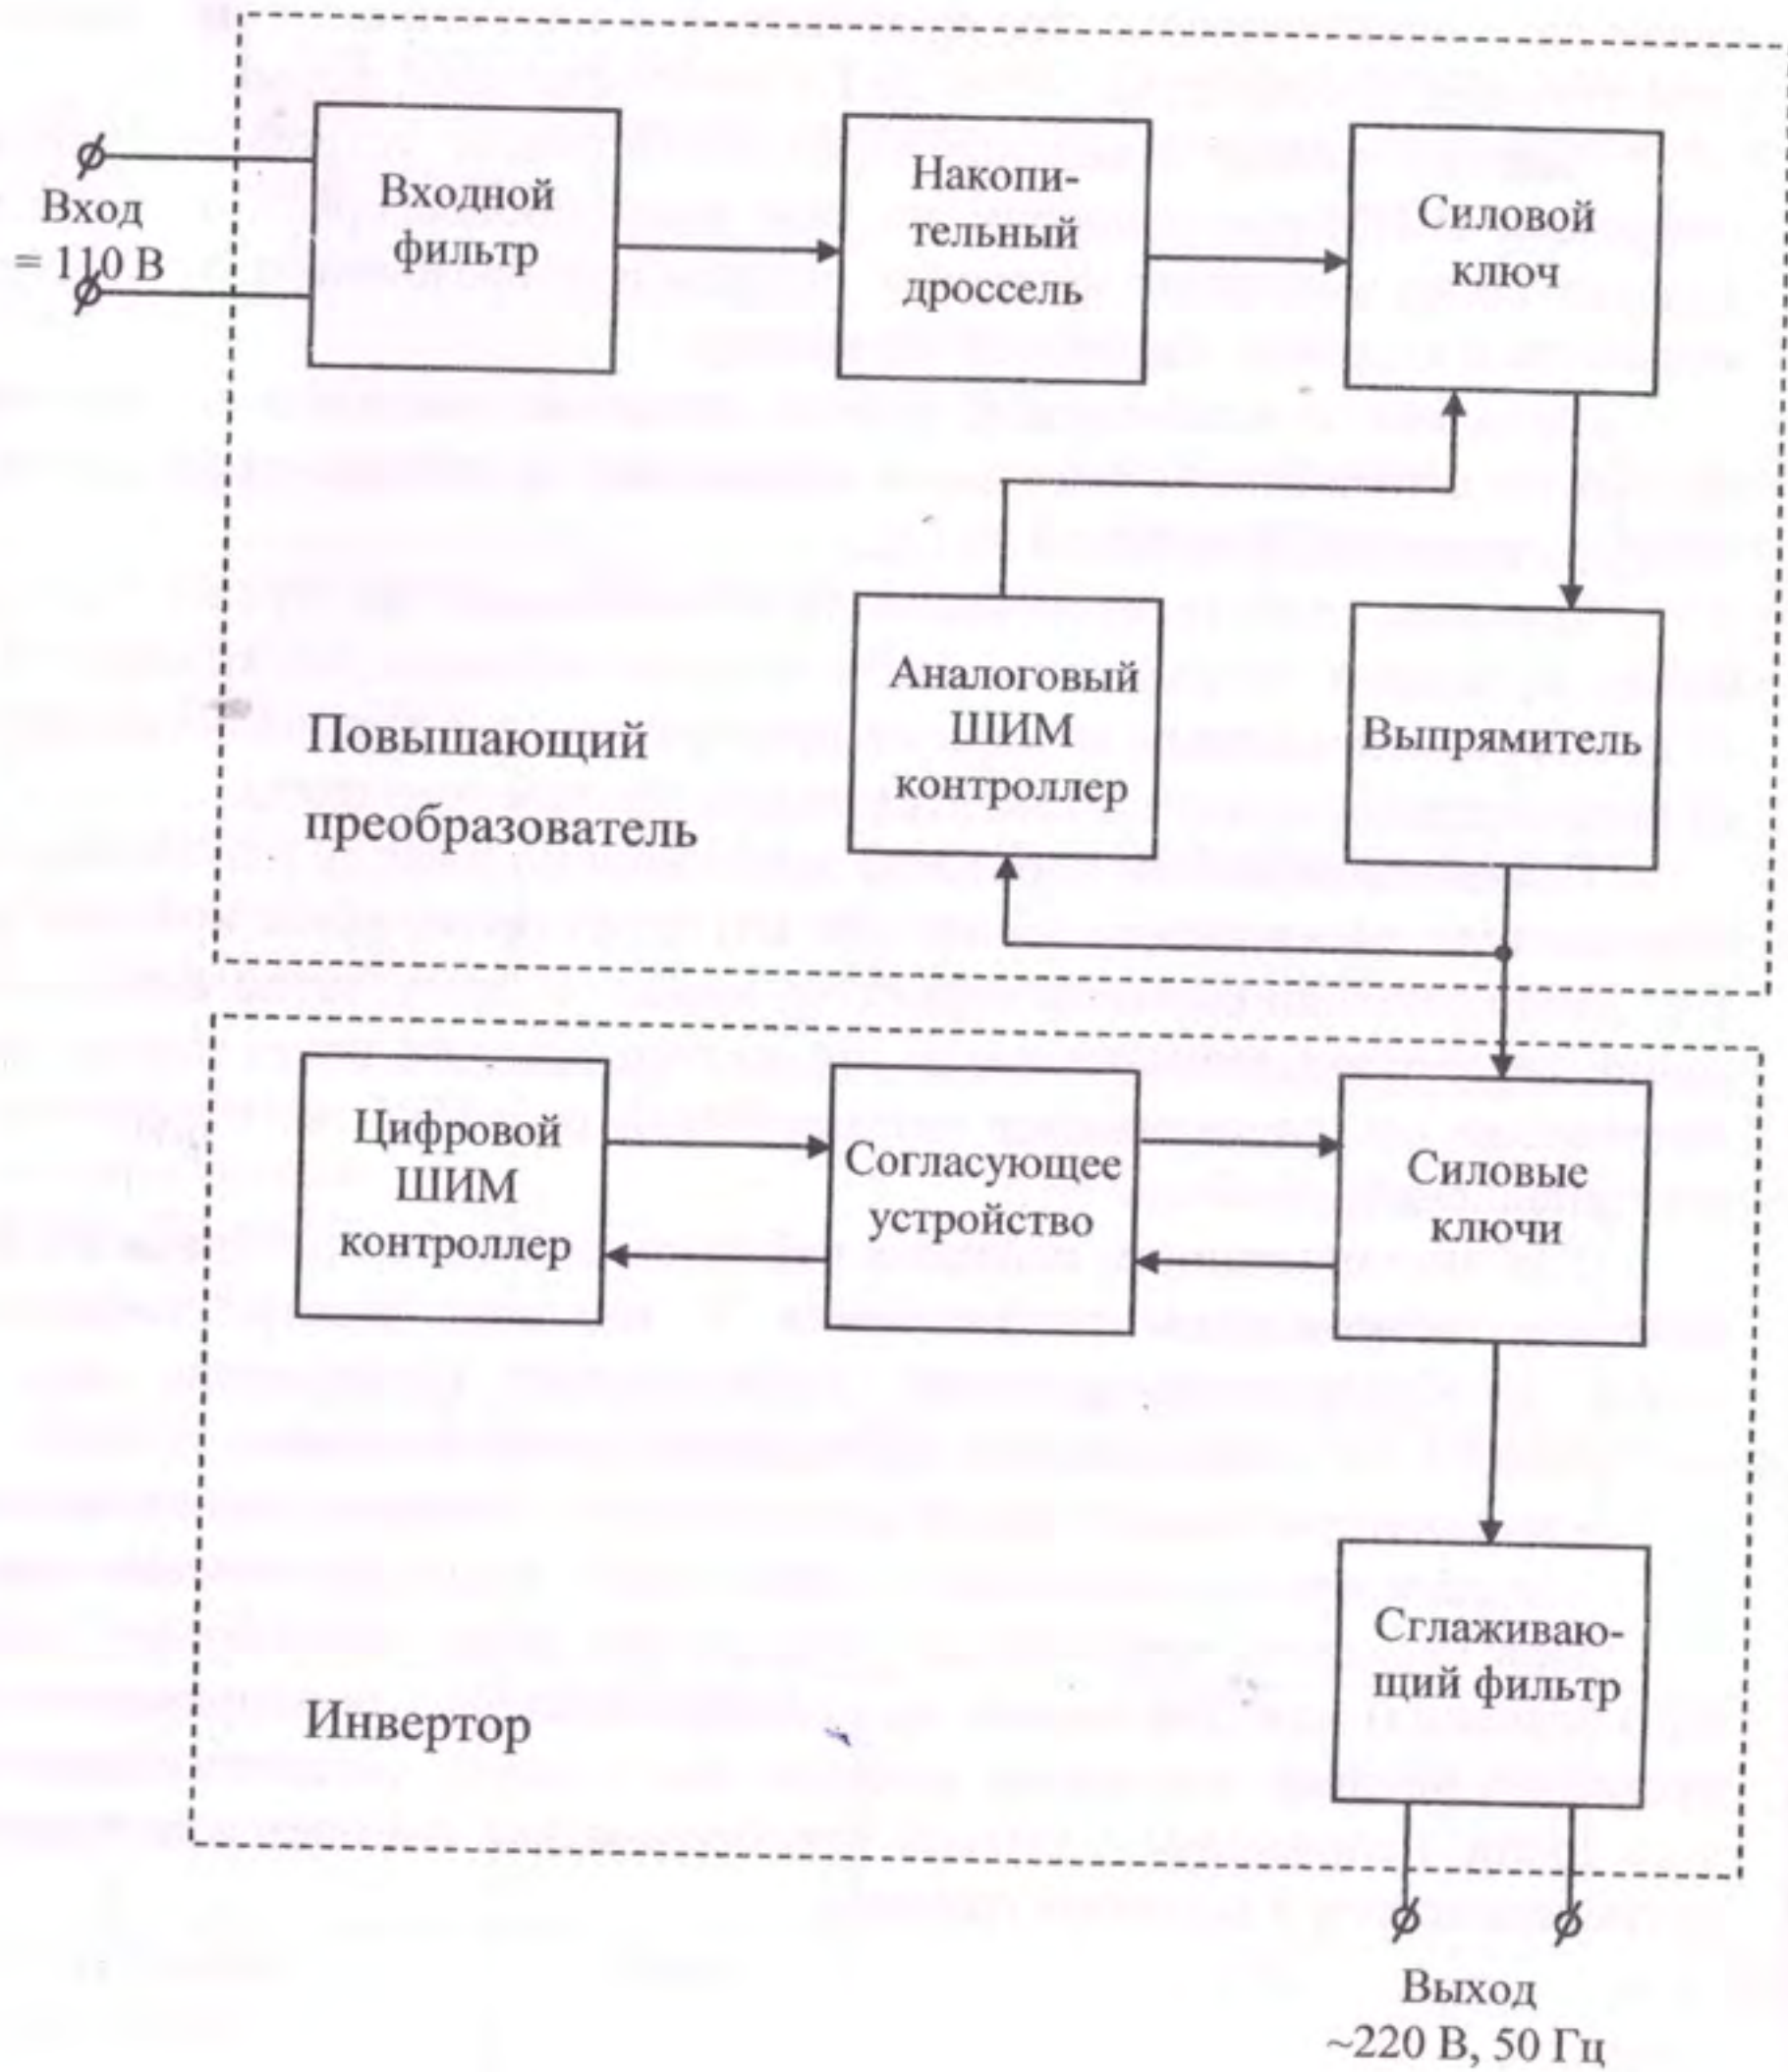 Вход
= 110 В
Входной
фильтр
Накопи-
тельный
дроссель
Силовой
ключ
Повышающий
преобразователь
Аналоговый
ШИМ
контроллер
Выпрямитель
Цифровой
ШИМ
контроллер
Согласующее
устройство
Силовые
ключи
Инвертор
Сглаживаю-
щий фильтр
Выход
~220 В, 50 Гц